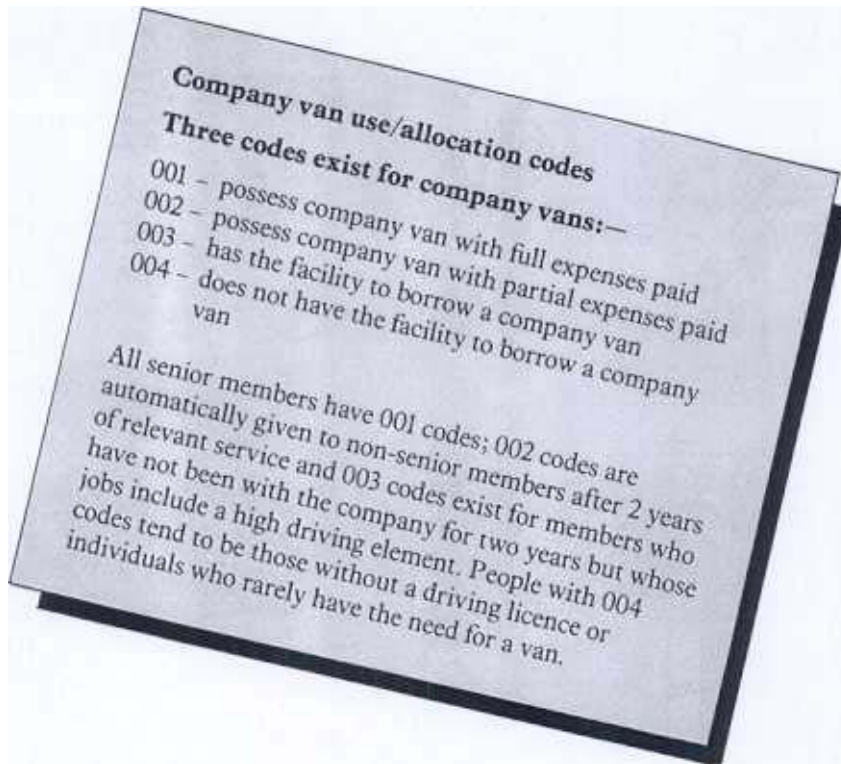 Company van use/allocation codes
Three codes exist for company vans:—
001 – possess company van with full expenses paid
002 – possess company van with partial expenses paid
003 – has the facility to borrow a company van
004 – does not have the facility to borrow a company
van
All senior members have 001 codes; 002 codes are
automatically given to non-senior members after 2 years
of relevant service and 003 codes exist for members who
have not been with the company for two years but whose
jobs include a high driving element. People with 004
codes tend to be those without a driving licence or
individuals who rarely have the need for a van.